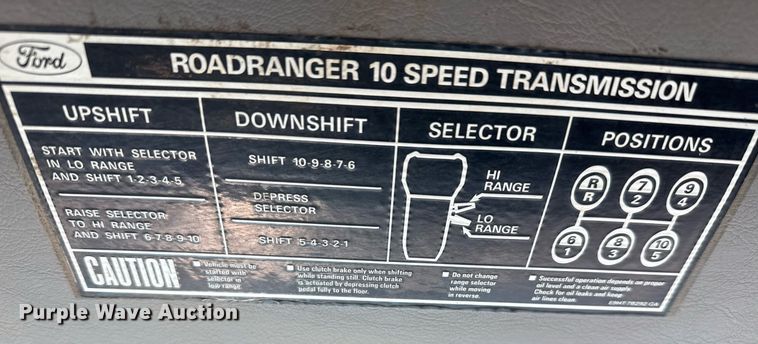 Ford
ROADRANGER 10 SPEED TRANSMISSION
UPSHIFT
START WITH SELECTOR
IN LO RANGE
AND SHIFT 1-2-3-4-5
RAISE SELECTOR
TO HI RANGE
AND SHIFT 6-7-8-9-10
DOWNSHIFT
SHIFT 10-9-8-7-6
DEPRESS
SELECTOR
SHIFT 5-4-3-2-1
SELECTOR
HI
RANGE
LO
RANGE
POSITIONS
R 7 9
R 2 4
6 8 10
1 3 5
CAUTION
■ Vehicle must be
started with
selector in
low range.
■ Use clutch brake only when shifting
while standing still. Clutch brake
is actuated by depressing clutch
pedal fully to the floor.
■ Do not change
range selector
while moving
in reverse.
■ Successful operation depends on proper
oil level and a clean air supply.
Check for oil leaks and keep
air lines clean.
E9HT-7B292-GA
Purple Wave Auction